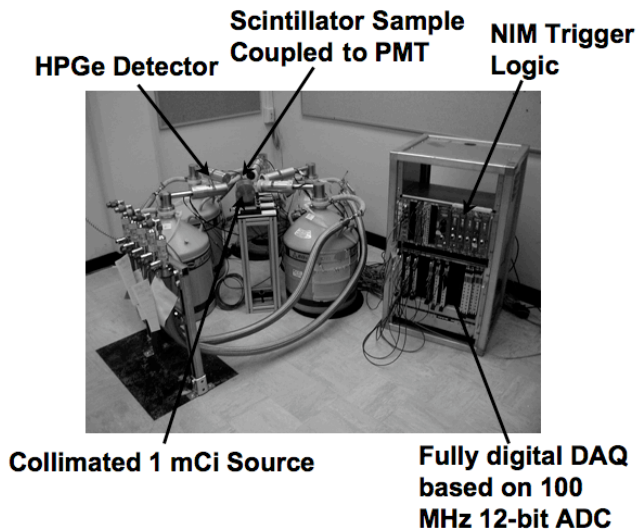 Scintillator Sample
Coupled to PMT
HPGe Detector
NIM Trigger
Logic
Collimated 1 mCi Source
Fully digital DAQ
based on 100
MHz 12-bit ADC